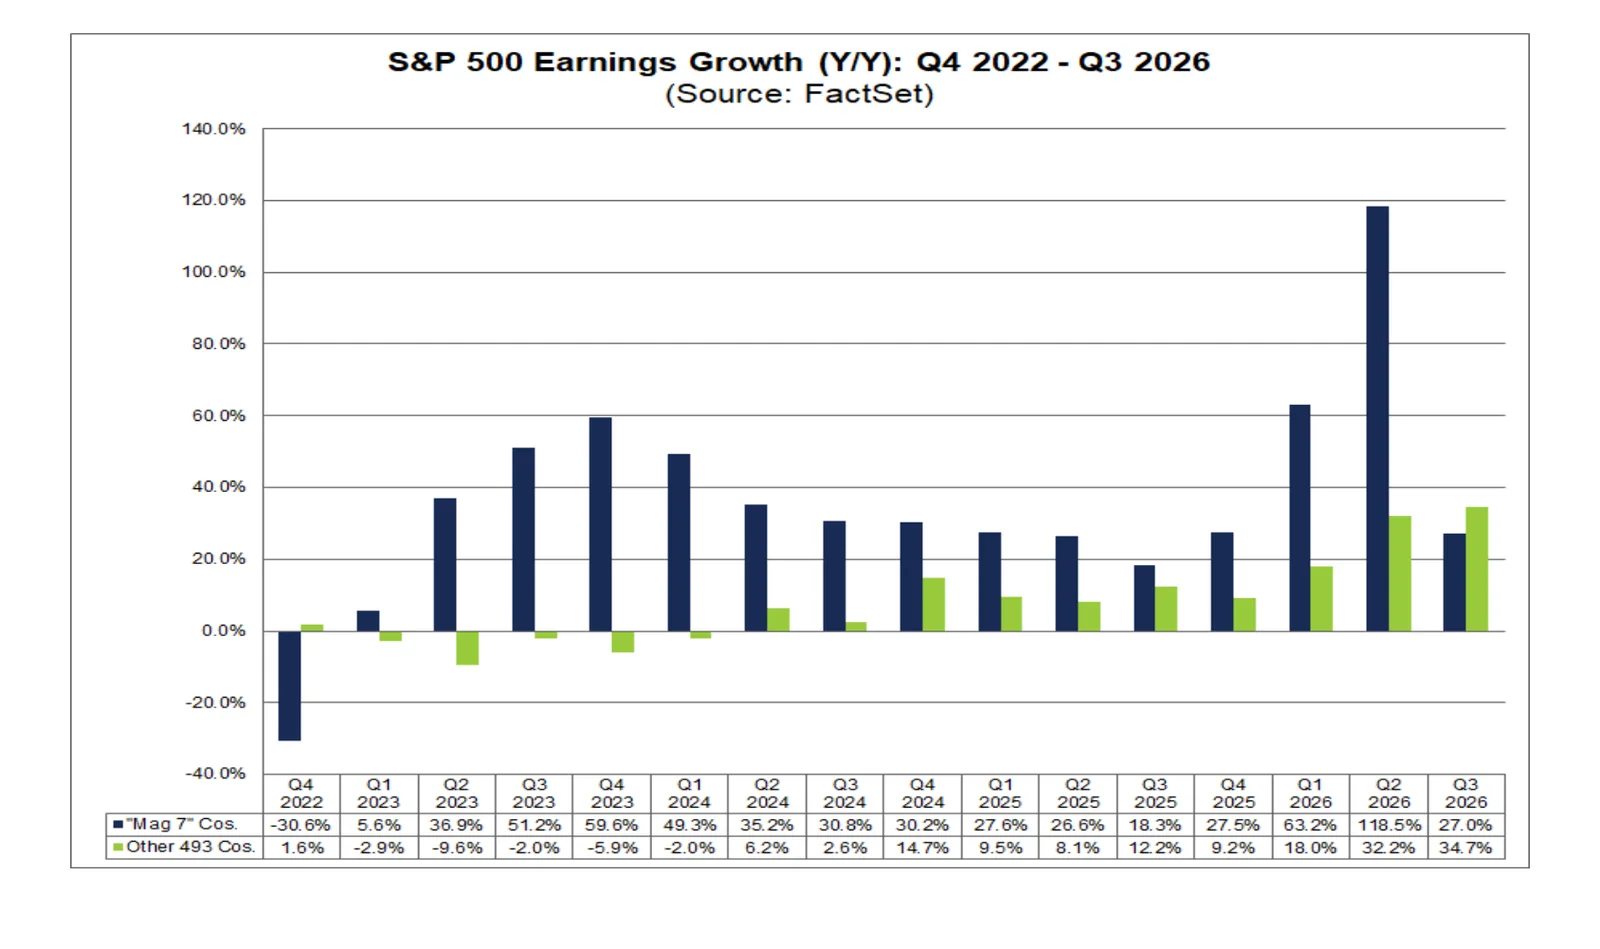 S&P 500 Earnings Growth (Y/Y): Q4 2022 - Q3 2026
(Source: FactSet)
140.0%
120.0%
100.0%
80.0%
60.0%
40.0%
20.0%
0.0%
-20.0%
-40.0%
Q4 Q1 Q2 Q3 Q4 Q1 Q2 Q3 Q4 Q1 Q2 Q3 Q4 Q1 Q2 Q3
2022 2023 2023 2023 2023 2024 2024 2024 2024 2025 2025 2025 2025 2026 2026 2026
"Mag 7" Cos. -30.6% 5.6% 36.9% 51.2% 59.6% 49.3% 35.2% 30.8% 30.2% 27.6% 26.6% 18.3% 27.5% 63.2% 118.5% 27.0%
Other 493 Cos. 1.6% -2.9% -9.6% -2.0% -5.9% -2.0% 6.2% 2.6% 14.7% 9.5% 8.1% 12.2% 9.2% 18.0% 32.2% 34.7%